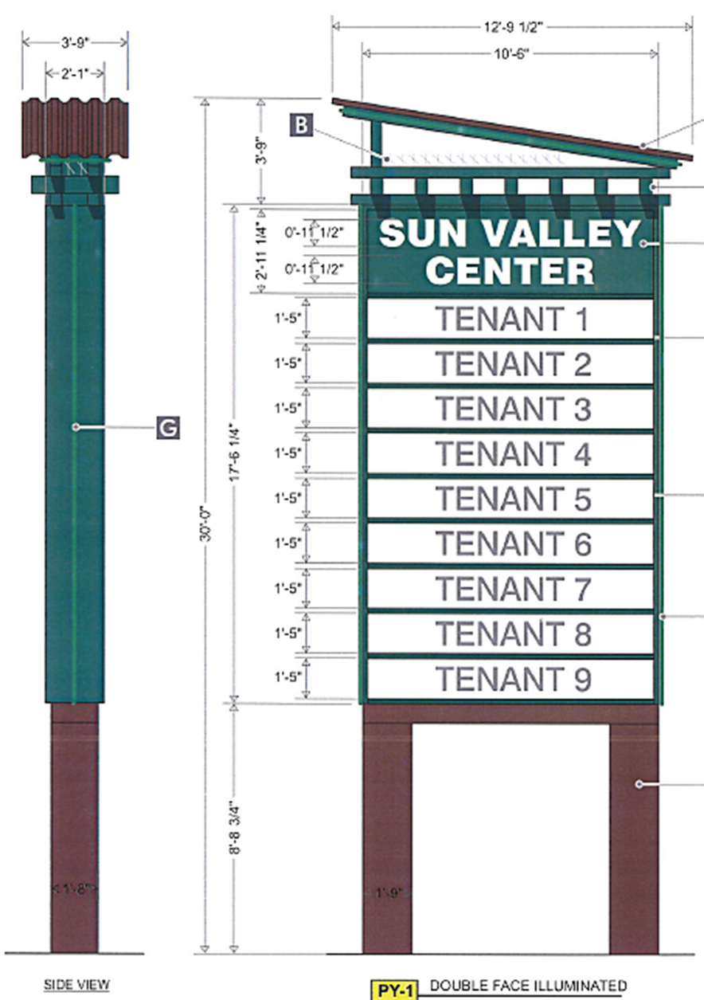 12'-9 1/2"
3'-9"
10'-6"
2'-1"
B
3'-9"
SUN VALLEY
CENTER
0'-11 1/2"
0'-11 1/2"
2'-11 1/4"
1'-5"
TENANT 1
1'-5"
TENANT 2
1'-5"
TENANT 3
G
1'-5"
TENANT 4
17'-6 1/4"
1'-5"
TENANT 5
30'-0"
1'-5"
TENANT 6
1'-5"
TENANT 7
1'-5"
TENANT 8
1'-5"
TENANT 9
8'-8 3/4"
1'-8"
1'-9"
SIDE VIEW
PY-1 DOUBLE FACE ILLUMINATED